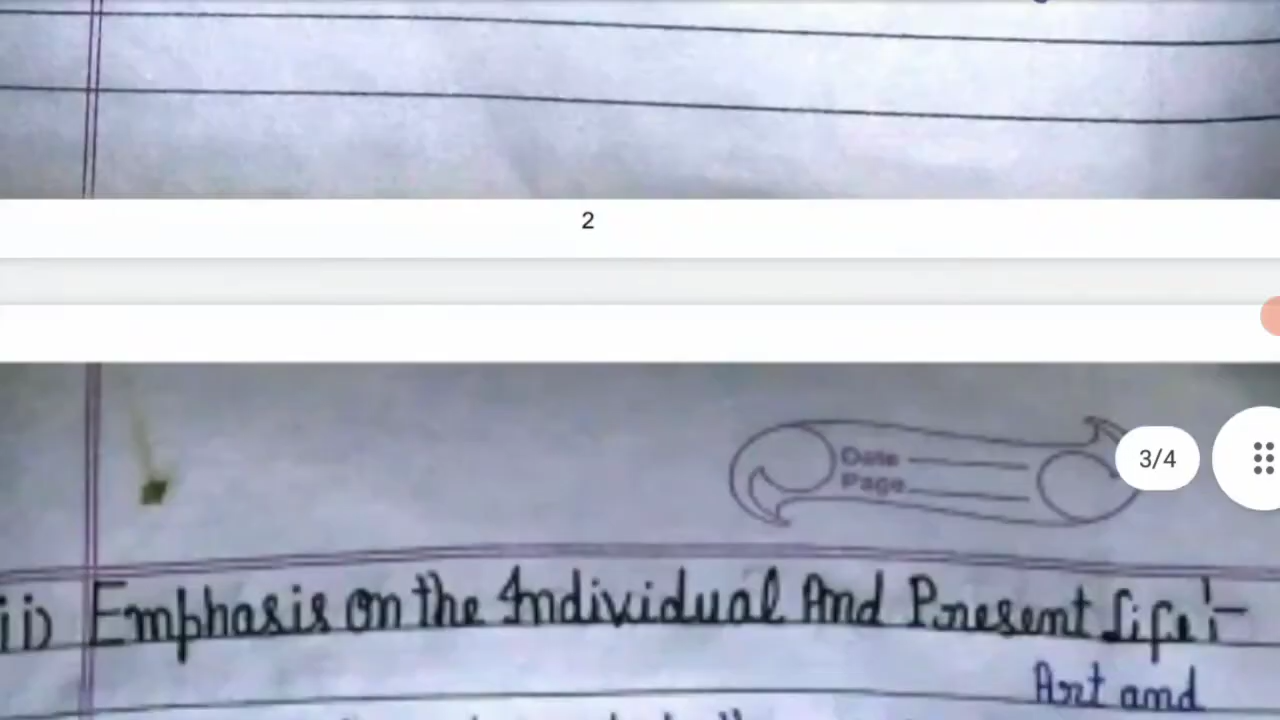 2
3/4
Date
Page
ii) Emphasis on the Individual And Present life :-
Art and